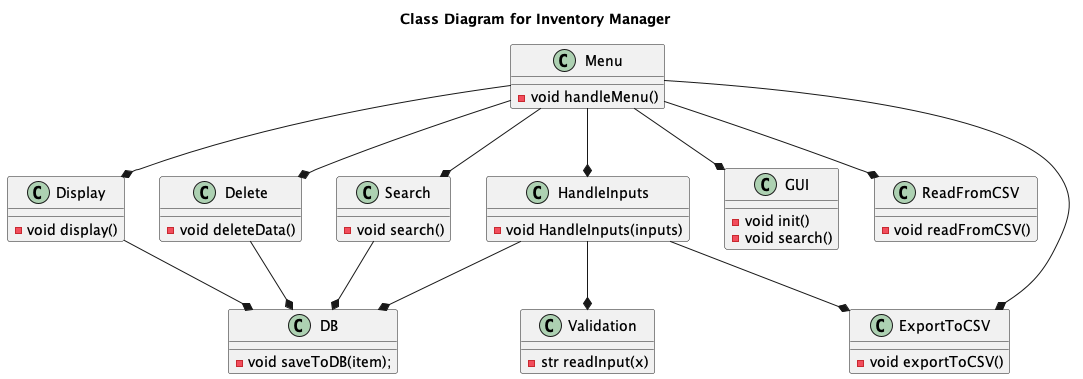 Class Diagram for Inventory Manager
C Menu
void handleMenu()
C Display
void display()
C Delete
void deleteData()
C Search
void search()
C HandleInputs
void HandleInputs(inputs)
C GUI
void init()
void search()
C ReadFromCSV
void readFromCSV()
C DB
void saveToDB(item);
C Validation
str readInput(x)
C ExportToCSV
void exportToCSV()